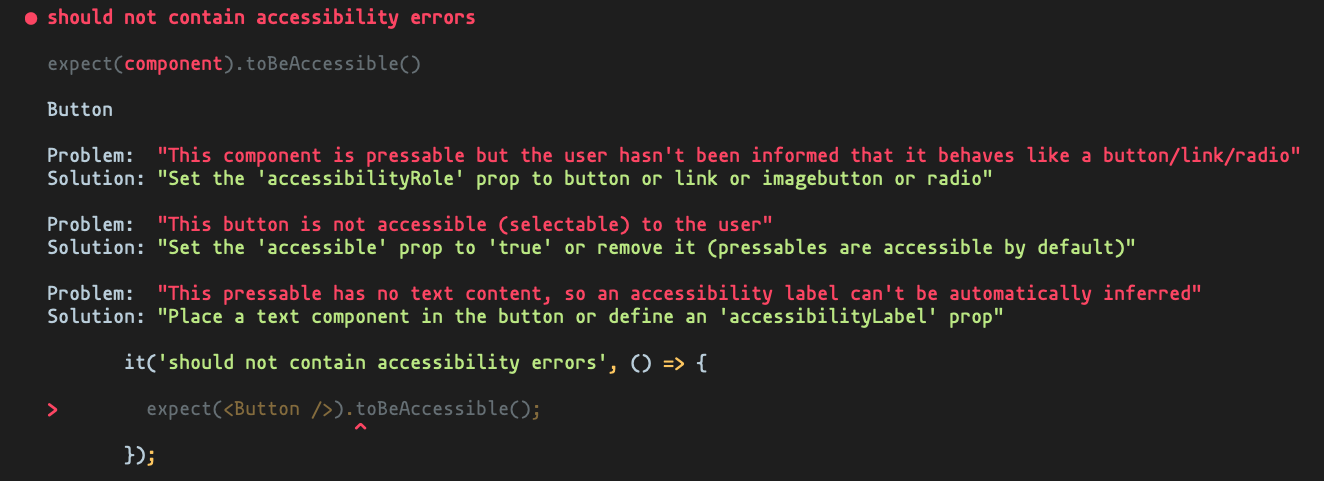 ● should not contain accessibility errors
expect(component).toBeAccessible()
Button
Problem: "This component is pressable but the user hasn't been informed that it behaves like a button/link/radio"
Solution: "Set the 'accessibilityRole' prop to button or link or imagebutton or radio"
Problem: "This button is not accessible (selectable) to the user"
Solution: "Set the 'accessible' prop to 'true' or remove it (pressables are accessible by default)"
Problem: "This pressable has no text content, so an accessibility label can't be automatically inferred"
Solution: "Place a text component in the button or define an 'accessibilityLabel' prop"
it('should not contain accessibility errors', () => {
> expect(<Button />).toBeAccessible();
^
});